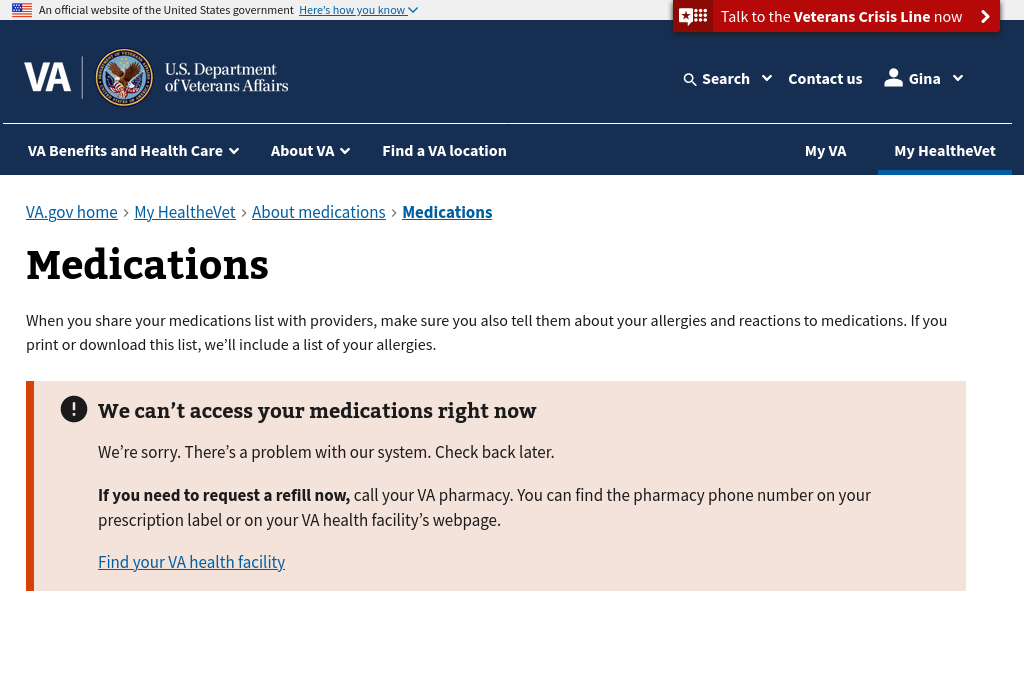 An official website of the United States government Here's how you know
Talk to the Veterans Crisis Line now
VA
U.S. Department
of Veterans Affairs
Search
Contact us
Gina
VA Benefits and Health Care
About VA
Find a VA location
My VA
My HealtheVet
VA.gov home › My HealtheVet › About medications › Medications
Medications
When you share your medications list with providers, make sure you also tell them about your allergies and reactions to medications. If you
print or download this list, we’ll include a list of your allergies.
We can’t access your medications right now
We’re sorry. There’s a problem with our system. Check back later.
If you need to request a refill now, call your VA pharmacy. You can find the pharmacy phone number on your
prescription label or on your VA health facility’s webpage.
Find your VA health facility